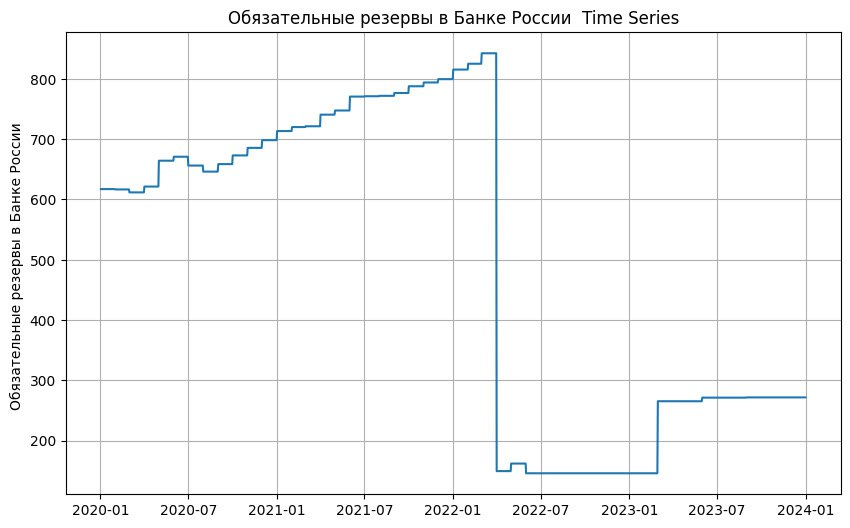 Обязательные резервы в Банке России  Time Series
Обязательные резервы в Банке России
800
700
600
500
400
300
200
2020-01 2020-07 2021-01 2021-07 2022-01 2022-07 2023-01 2023-07 2024-01